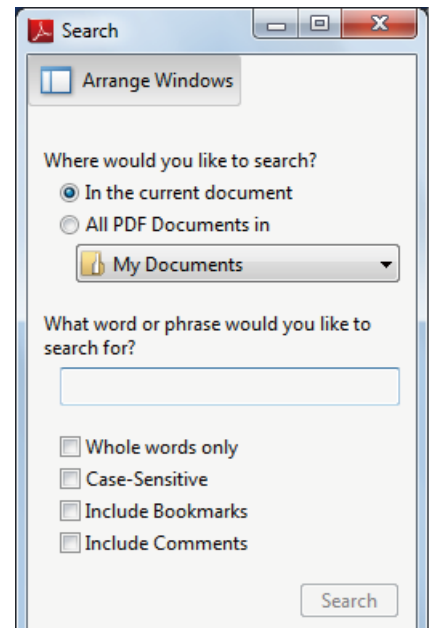 Search
Arrange Windows
Where would you like to search?
In the current document
All PDF Documents in
My Documents
What word or phrase would you like to
search for?
Whole words only
Case-Sensitive
Include Bookmarks
Include Comments
Search